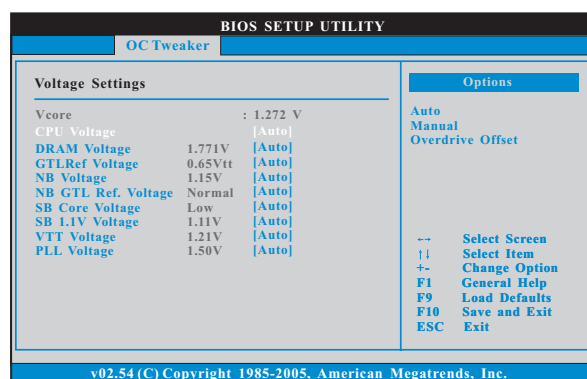 BIOS SETUP UTILITY
OC Tweaker
Voltage Settings
Vcore : 1.272 V
CPU Voltage [Auto]
DRAM Voltage 1.771V [Auto]
GTLRef Voltage 0.65Vtt [Auto]
NB Voltage 1.15V [Auto]
NB GTL Ref. Voltage Normal [Auto]
SB Core Voltage Low [Auto]
SB 1.1V Voltage 1.11V [Auto]
VTT Voltage 1.21V [Auto]
PLL Voltage 1.50V [Auto]
Options
Auto
Manual
Overdrive Offset
←→ Select Screen
↑↓ Select Item
+- Change Option
F1 General Help
F9 Load Defaults
F10 Save and Exit
ESC Exit
v02.54 (C) Copyright 1985-2005, American Megatrends, Inc.